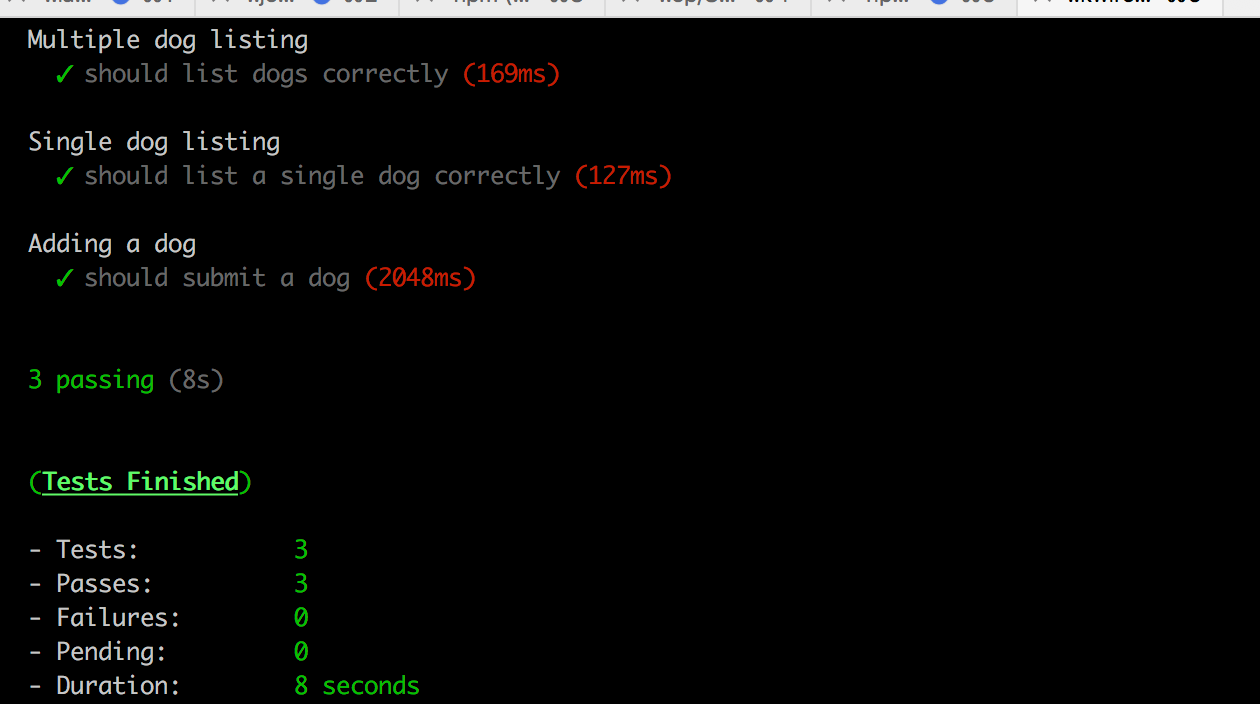 Multiple dog listing
✓ should list dogs correctly (169ms)
Single dog listing
✓ should list a single dog correctly (127ms)
Adding a dog
✓ should submit a dog (2048ms)
3 passing (8s)
(Tests Finished)
- Tests: 3
- Passes: 3
- Failures: 0
- Pending: 0
- Duration: 8 seconds